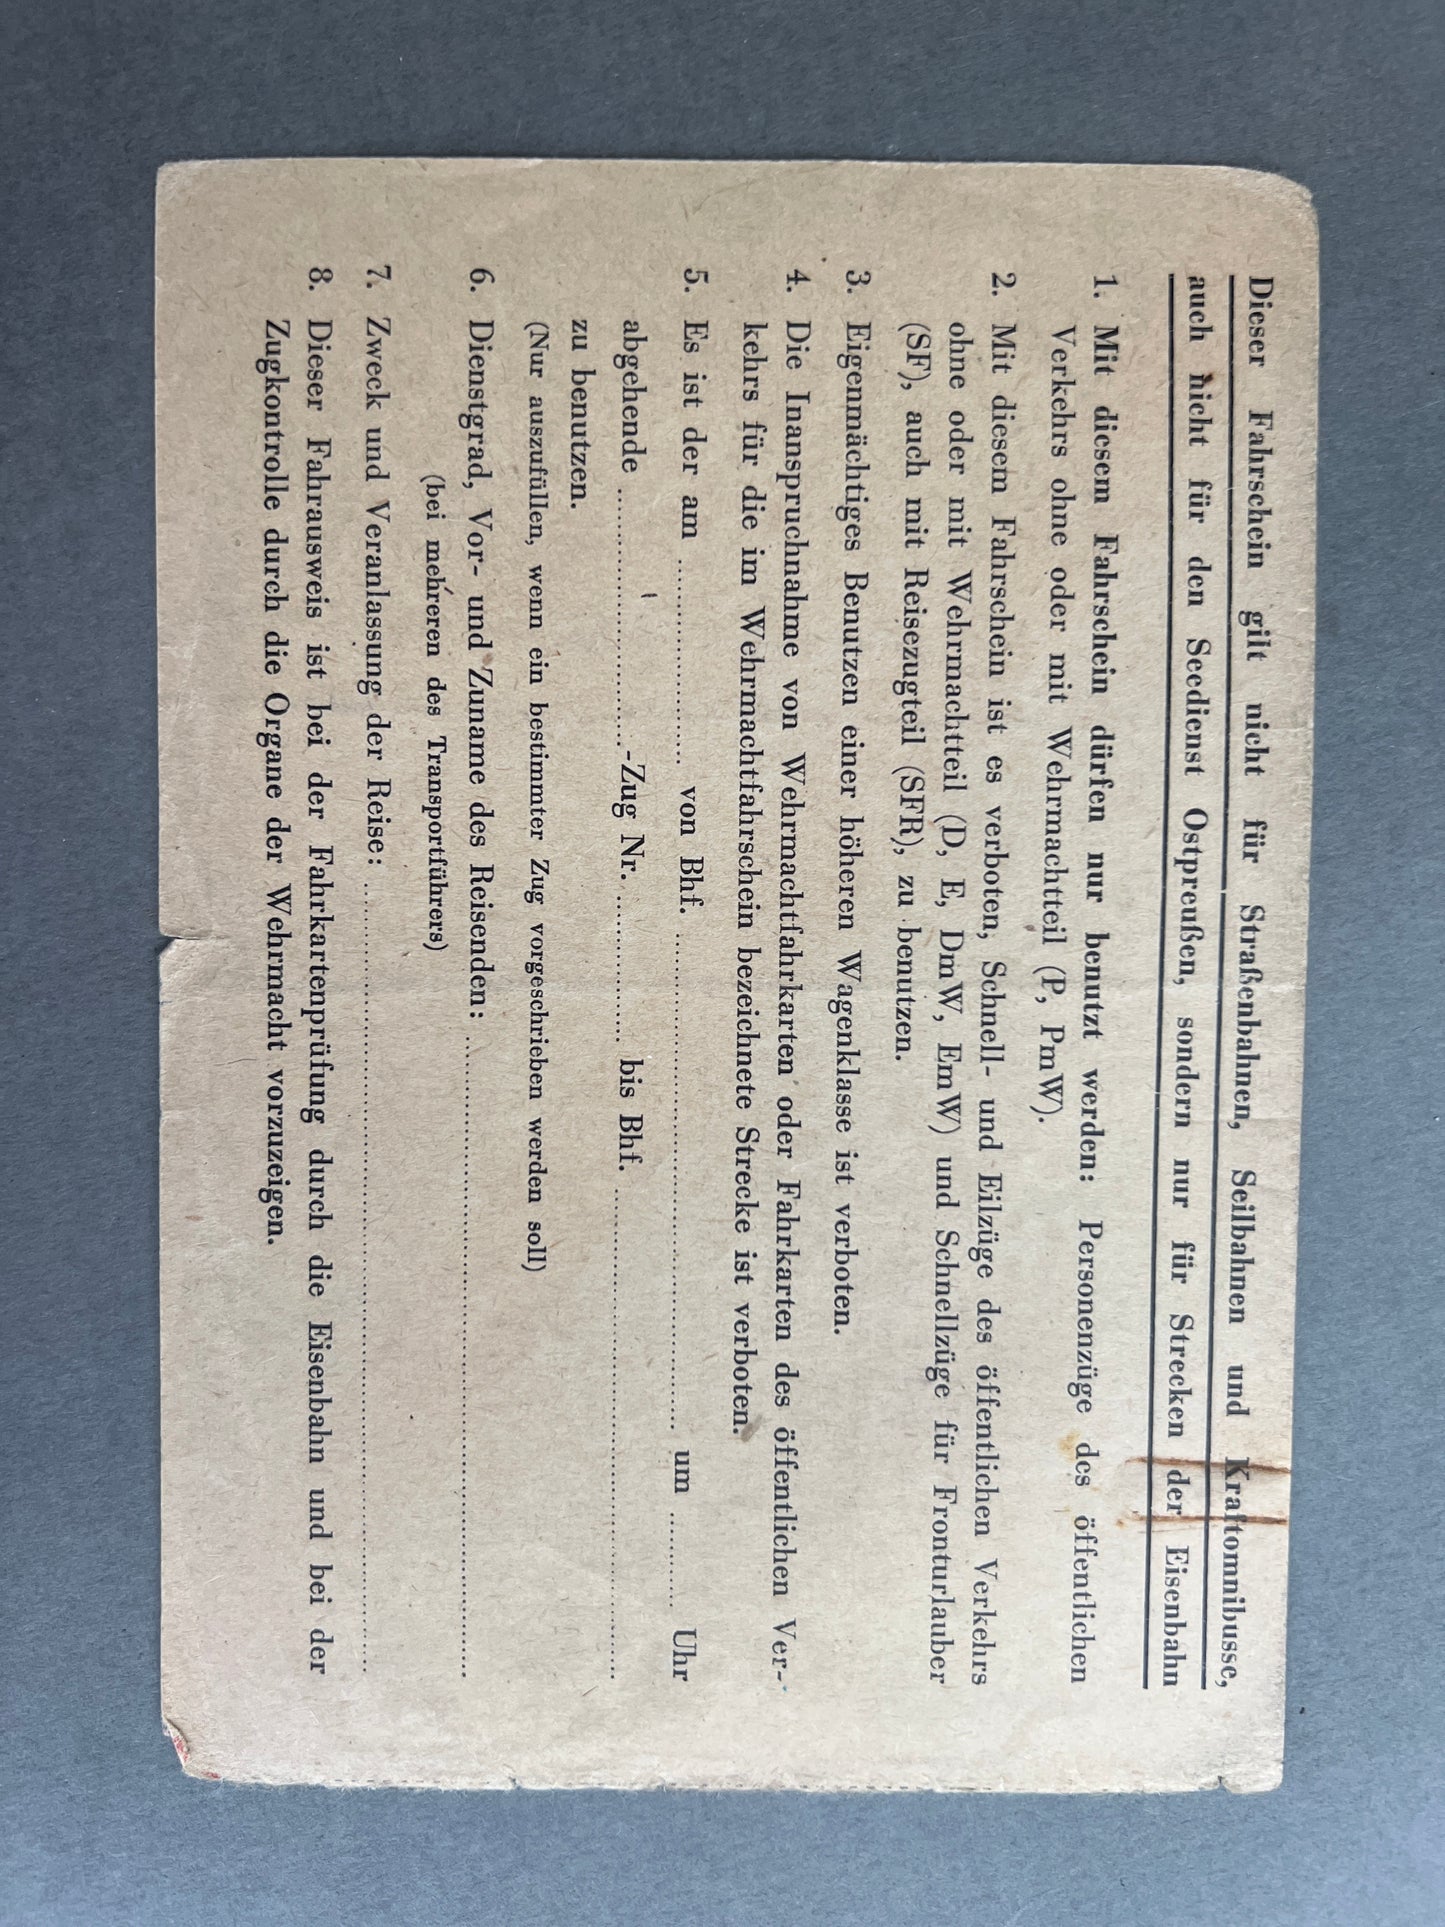 Dieser Fahrschein gilt nicht für Straßenbahnen, Seilbahnen und Kraftomnibusse,
auch nicht für den Seedienst Ostpreußen, sondern nur für Strecken der Eisenbahn
1. Mit diesem Fahrschein dürfen nur benutzt werden: Personenzüge des öffentlichen
Verkehrs ohne oder mit Wehrmachtteil (P, PmW).
2. Mit diesem Fahrschein ist es verboten, Schnell- und Eilzüge des öffentlichen Verkehrs
ohne oder mit Wehrmachtteil (D, E, DmW, EmW) und Schnellzüge für Fronturlauber
(SF), auch mit Reisezugteil (SFR), zu benutzen.
3. Eigenmächtiges Benutzen einer höheren Wagenklasse ist verboten.
4. Die Inanspruchnahme von Wehrmachtfahrkarten oder Fahrkarten des öffentlichen Ver-
kehrs für die im Wehrmachtfahrschein bezeichnete Strecke ist verboten.
5. Es ist der am .................... von Bhf. .................... um .......... Uhr
abgehende .................... -Zug Nr. .................... bis Bhf. ....................
zu benutzen.
(Nur auszufüllen, wenn ein bestimmter Zug vorgeschrieben werden soll)
6. Dienstgrad, Vor- und Zuname des Reisenden: ....................
(bei mehreren des Transportführers)
7. Zweck und Veranlassung der Reise: ....................
8. Dieser Fahrausweis ist bei der Fahrkartenprüfung durch die Eisenbahn und bei der
Zugkontrolle durch die Organe der Wehrmacht vorzuzeigen.